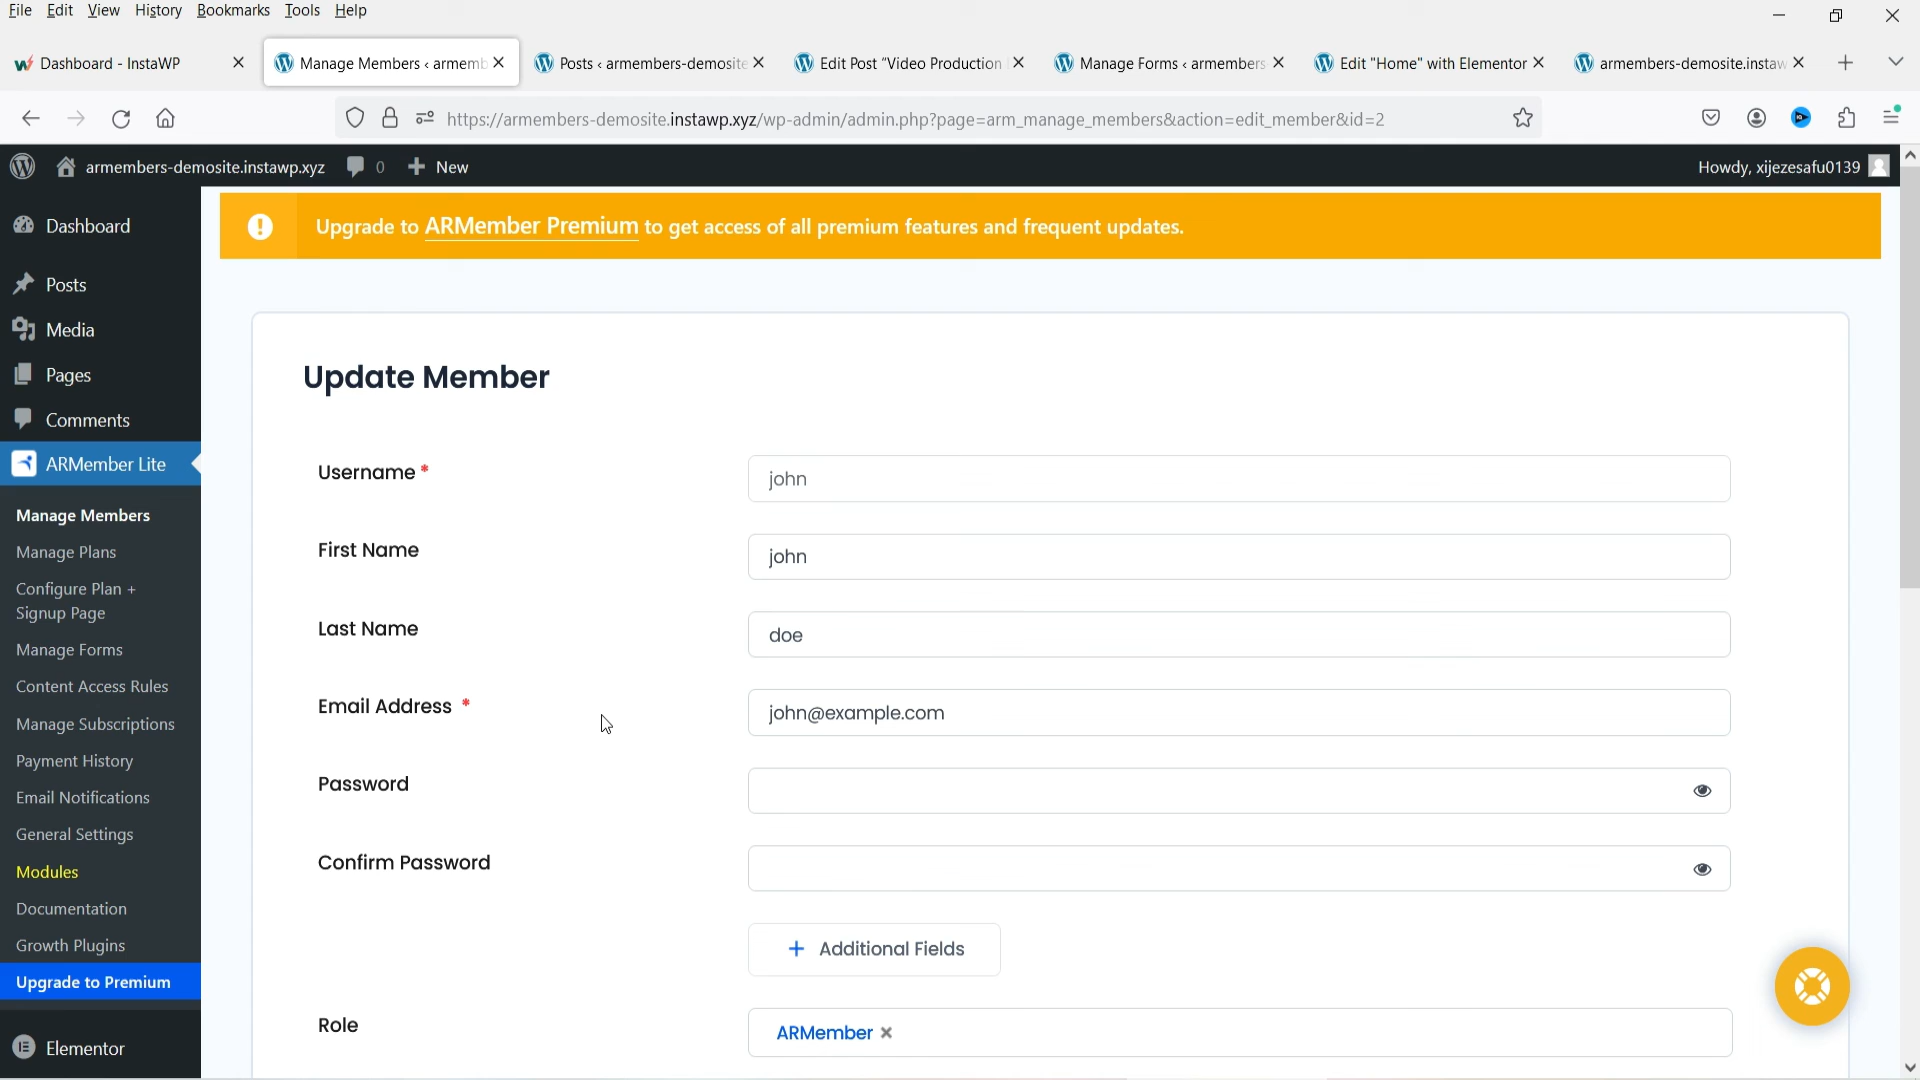 File Edit View History Bookmarks Tools Help
Dashboard - InstaWP
Manage Members ‹ armemb
Posts ‹ armembers-demosite
Edit Post "Video Production
Manage Forms ‹ armembers-
Edit "Home" with Elementor
armembers-demosite.instaw
https://armembers-demosite.instawp.xyz/wp-admin/admin.php?page=arm_manage_members&action=edit_member&id=2
armembers-demosite.instawp.xyz 0 New
Howdy, xijezesafu0139
Dashboard
Posts
Media
Pages
Comments
ARMember Lite
Manage Members
Manage Plans
Configure Plan +
Signup Page
Manage Forms
Content Access Rules
Manage Subscriptions
Payment History
Email Notifications
General Settings
Modules
Documentation
Growth Plugins
Upgrade to Premium
Elementor
Upgrade to ARMember Premium to get access of all premium features and frequent updates.
Update Member
Username *
john
First Name
john
Last Name
doe
Email Address *
john@example.com
Password
Confirm Password
+ Additional Fields
Role
ARMember ×